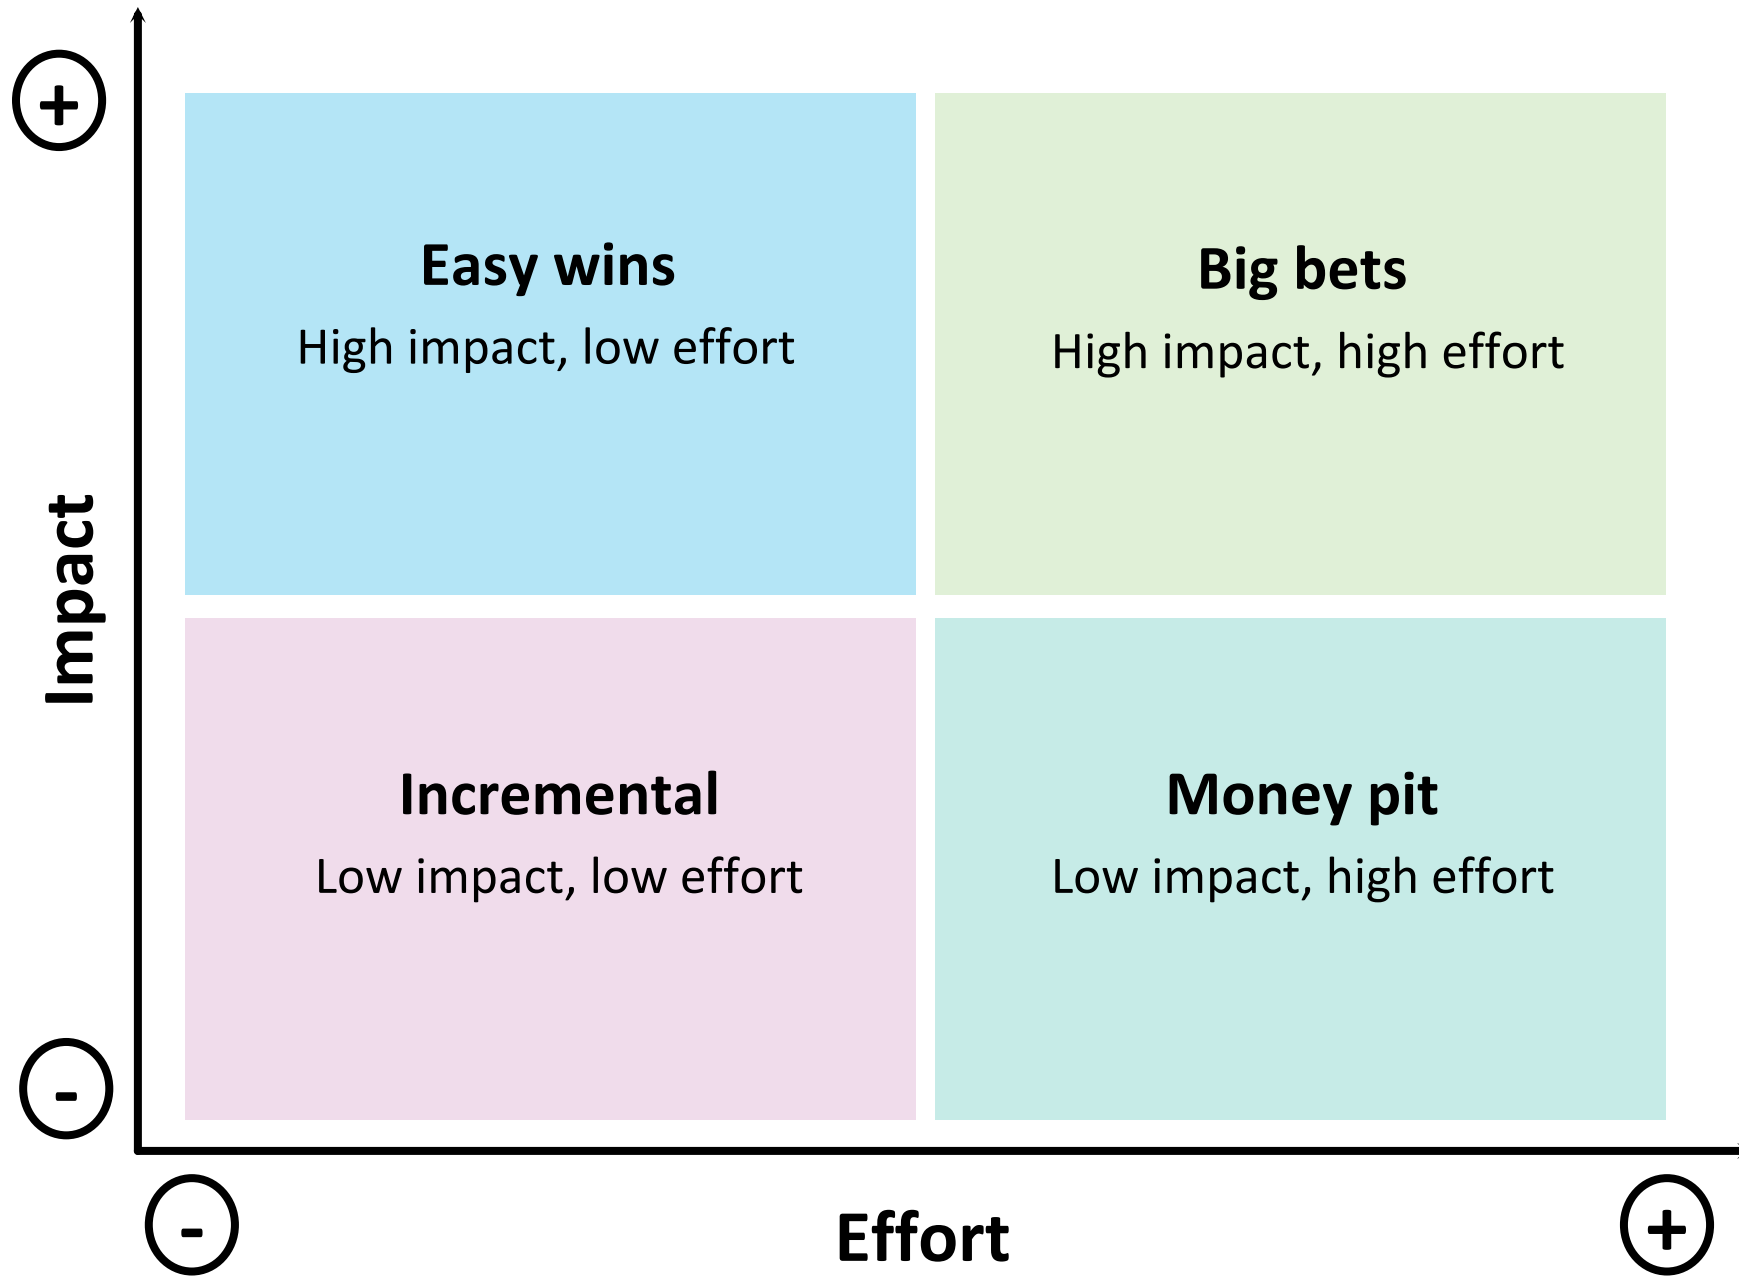 +
Easy wins
High impact, low effort
Big bets
High impact, high effort
Impact
Incremental
Low impact, low effort
Money pit
Low impact, high effort
-
-
Effort
+